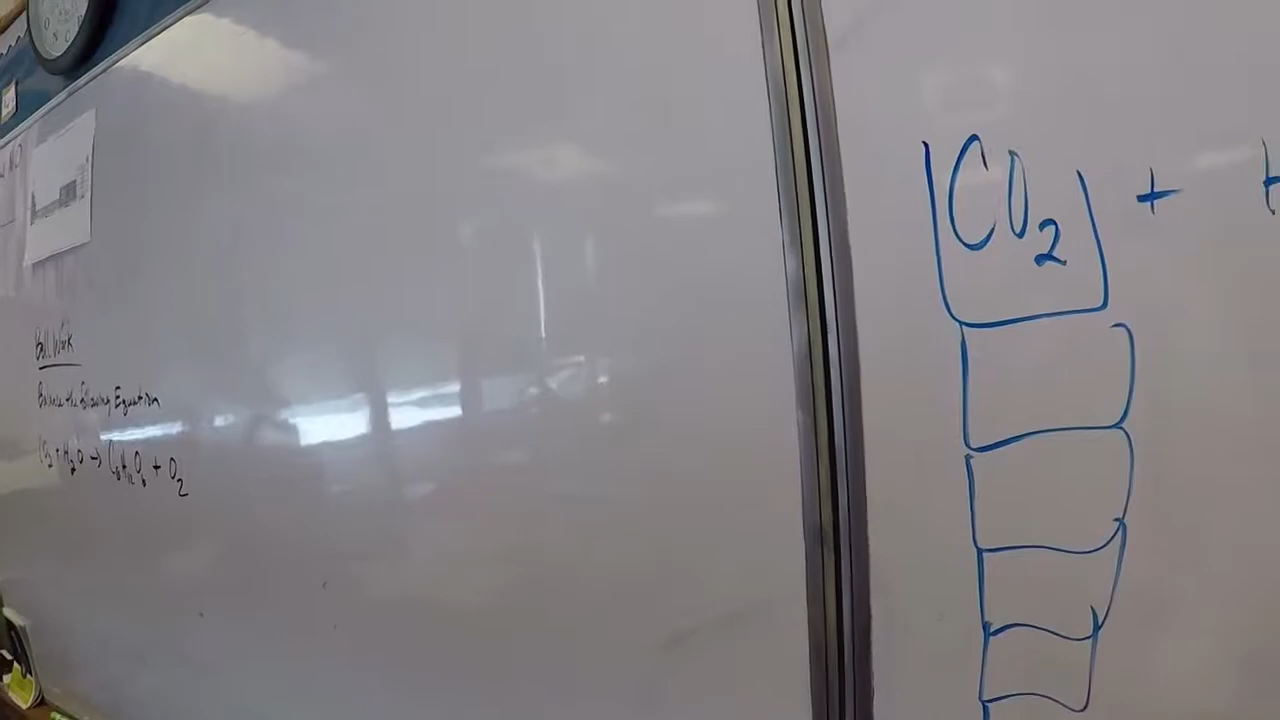 Bell Work
Balance the following Equation
CO2 + H2O → C6H12O6 + O2
CO2 +